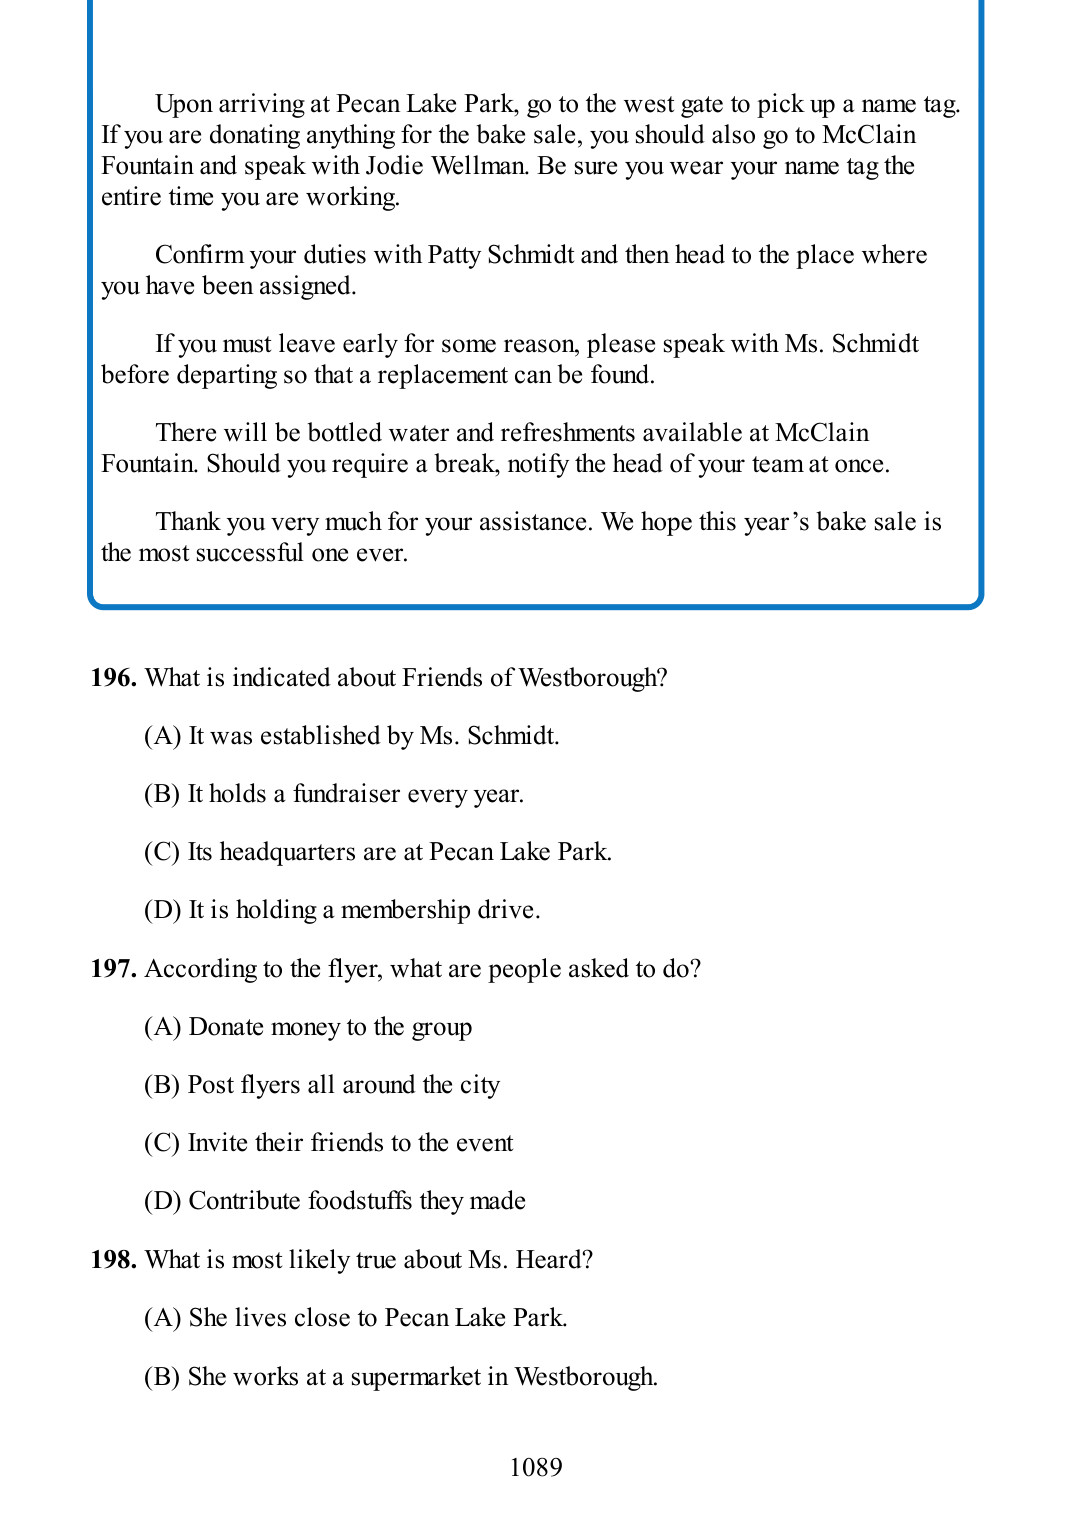 Upon arriving at Pecan Lake Park, go to the west gate to pick up a name tag.
If you are donating anything for the bake sale, you should also go to McClain
Fountain and speak with Jodie Wellman. Be sure you wear your name tag the
entire time you are working.
Confirm your duties with Patty Schmidt and then head to the place where
you have been assigned.
If you must leave early for some reason, please speak with Ms. Schmidt
before departing so that a replacement can be found.
There will be bottled water and refreshments available at McClain
Fountain. Should you require a break, notify the head of your team at once.
Thank you very much for your assistance. We hope this year’s bake sale is
the most successful one ever.
196. What is indicated about Friends of Westborough?
(A) It was established by Ms. Schmidt.
(B) It holds a fundraiser every year.
(C) Its headquarters are at Pecan Lake Park.
(D) It is holding a membership drive.
197. According to the flyer, what are people asked to do?
(A) Donate money to the group
(B) Post flyers all around the city
(C) Invite their friends to the event
(D) Contribute foodstuffs they made
198. What is most likely true about Ms. Heard?
(A) She lives close to Pecan Lake Park.
(B) She works at a supermarket in Westborough.
1089